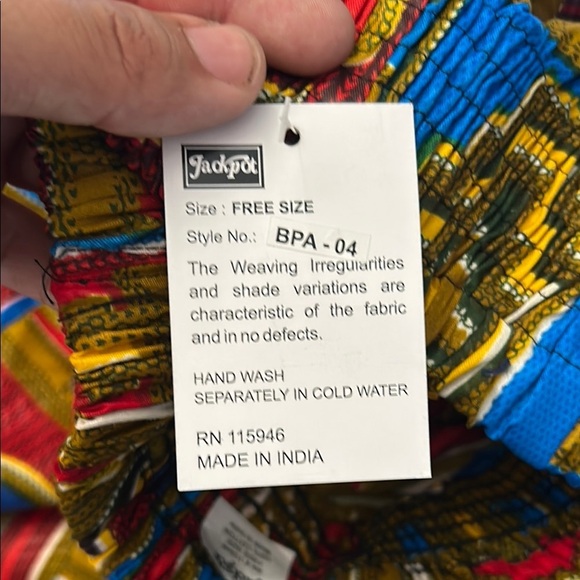 Jackpot
Size : FREE SIZE
Style No.: BPA - 04
The Weaving Irregularities
and shade variations are
characteristic of the fabric
and in no defects.
HAND WASH
SEPARATELY IN COLD WATER
RN 115946
MADE IN INDIA